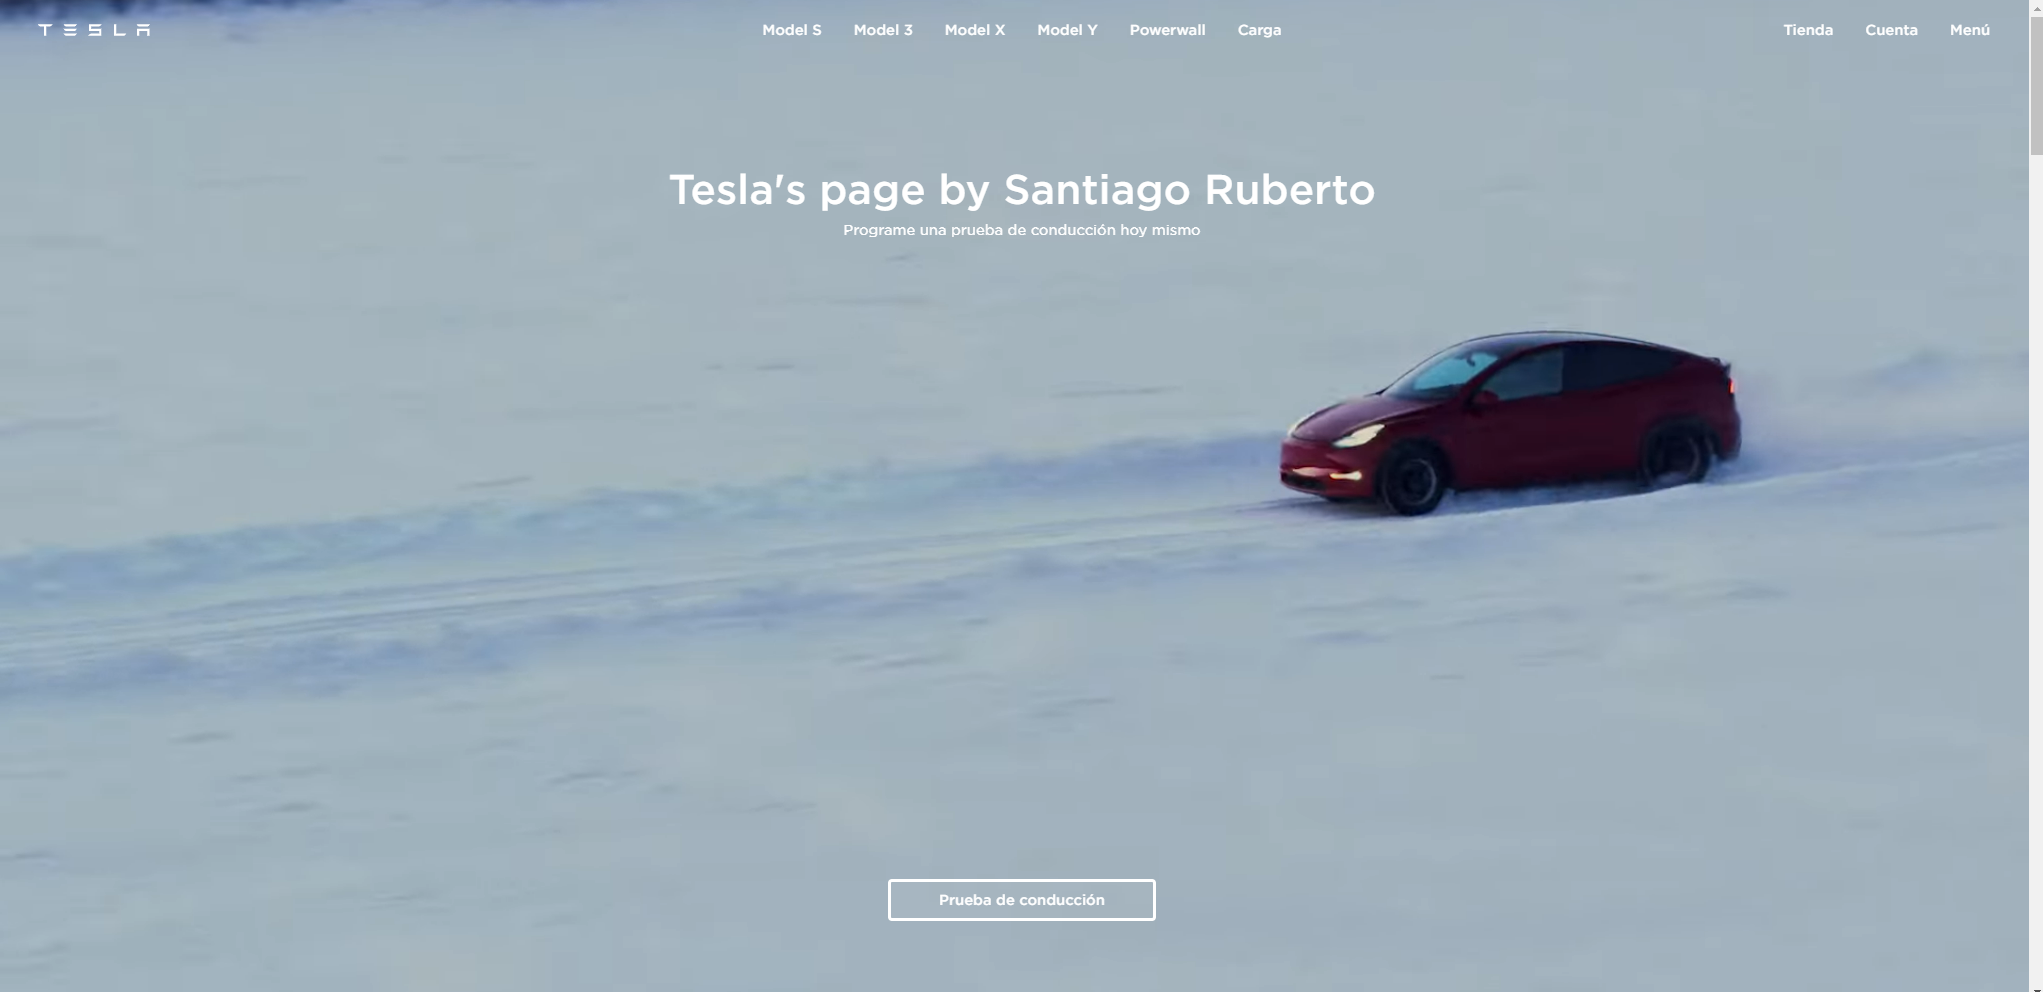 TESLA
Model S Model 3 Model X Model Y Powerwall Carga
Tienda Cuenta Menú
Tesla's page by Santiago Ruberto
Programe una prueba de conducción hoy mismo
Prueba de conducción